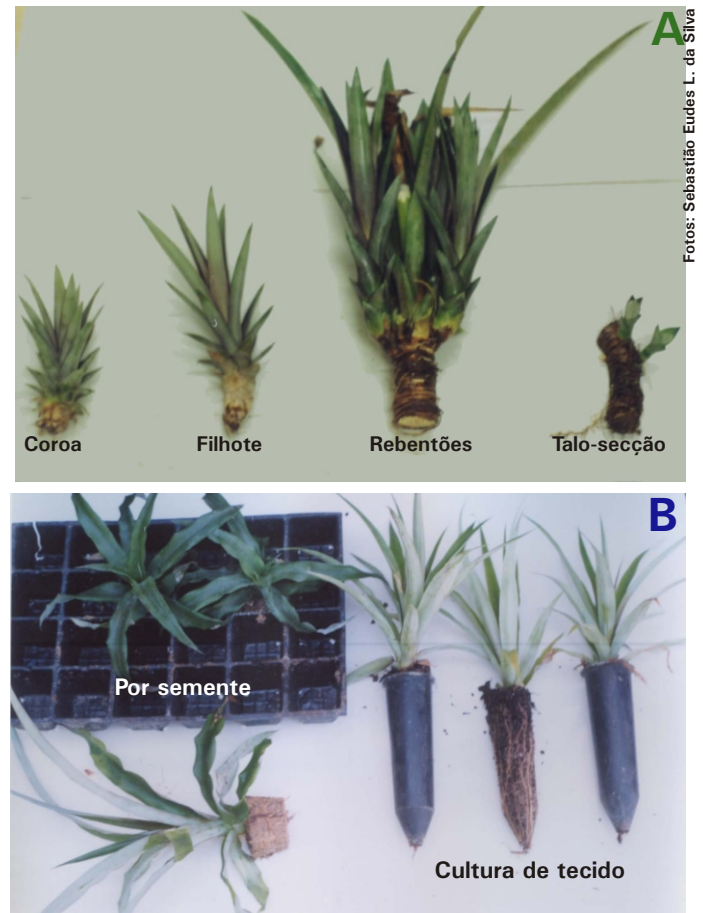 A
Fotos: Sebastião Eudes L. da Silva
Coroa
Filhote
Rebentões
Talo-secção
B
Por semente
Cultura de tecido